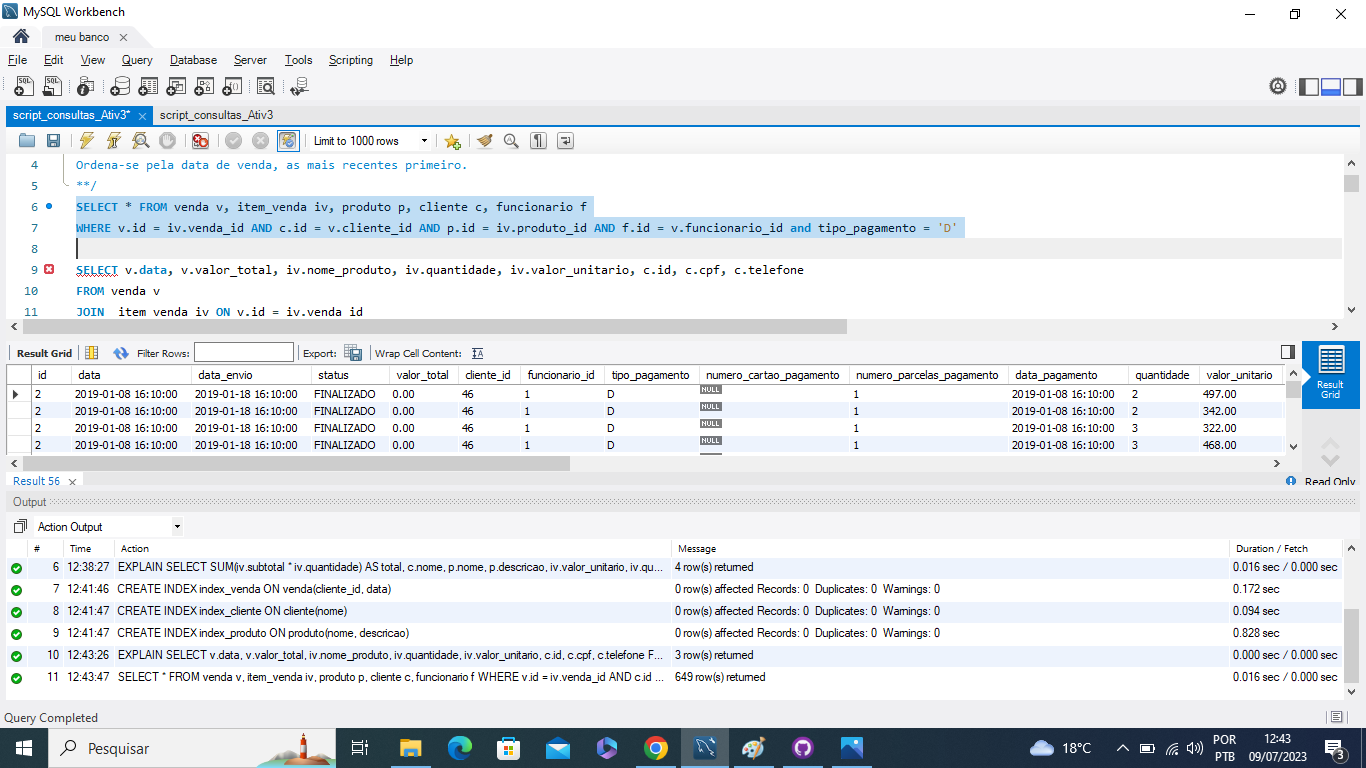 MySQL Workbench
meu banco
File Edit View Query Database Server Tools Scripting Help
script_consultas_Ativ3* script_consultas_Ativ3
Limit to 1000 rows
4 Ordena-se pela data de venda, as mais recentes primeiro.
5 **/
6 SELECT * FROM venda v, item_venda iv, produto p, cliente c, funcionario f
7 WHERE v.id = iv.venda_id AND c.id = v.cliente_id AND p.id = iv.produto_id AND f.id = v.funcionario_id and tipo_pagamento = 'D'
8
9 SELECT v.data, v.valor_total, iv.nome_produto, iv.quantidade, iv.valor_unitario, c.id, c.cpf, c.telefone
10 FROM venda v
11 JOIN item_venda iv ON v.id = iv.venda_id
Result Grid Filter Rows: Export: Wrap Cell Content:
id data data_envio status valor_total cliente_id funcionario_id tipo_pagamento numero_cartao_pagamento numero_parcelas_pagamento data_pagamento quantidade valor_unitario
2 2019-01-08 16:10:00 2019-01-18 16:10:00 FINALIZADO 0.00 46 1 D NULL 1 2019-01-08 16:10:00 2 497.00
2 2019-01-08 16:10:00 2019-01-18 16:10:00 FINALIZADO 0.00 46 1 D NULL 1 2019-01-08 16:10:00 2 342.00
2 2019-01-08 16:10:00 2019-01-18 16:10:00 FINALIZADO 0.00 46 1 D NULL 1 2019-01-08 16:10:00 3 322.00
2 2019-01-08 16:10:00 2019-01-18 16:10:00 FINALIZADO 0.00 46 1 D NULL 1 2019-01-08 16:10:00 3 468.00
Result
Grid
Result 56 Read Only
Output
Action Output
# Time Action Message Duration / Fetch
6 12:38:27 EXPLAIN SELECT SUM(iv.subtotal * iv.quantidade) AS total, c.nome, p.nome, p.descricao, iv.valor_unitario, iv.qu... 4 row(s) returned 0.016 sec / 0.000 sec
7 12:41:46 CREATE INDEX index_venda ON venda(cliente_id, data) 0 row(s) affected Records: 0 Duplicates: 0 Warnings: 0 0.172 sec
8 12:41:47 CREATE INDEX index_cliente ON cliente(nome) 0 row(s) affected Records: 0 Duplicates: 0 Warnings: 0 0.094 sec
9 12:41:47 CREATE INDEX index_produto ON produto(nome, descricao) 0 row(s) affected Records: 0 Duplicates: 0 Warnings: 0 0.828 sec
10 12:43:26 EXPLAIN SELECT v.data, v.valor_total, iv.nome_produto, iv.quantidade, iv.valor_unitario, c.id, c.cpf, c.telefone F... 3 row(s) returned 0.000 sec / 0.000 sec
11 12:43:47 SELECT * FROM venda v, item_venda iv, produto p, cliente c, funcionario f WHERE v.id = iv.venda_id AND c.id ... 649 row(s) returned 0.016 sec / 0.000 sec
Query Completed
Pesquisar 18°C POR 12:43
PTB 09/07/2023 3